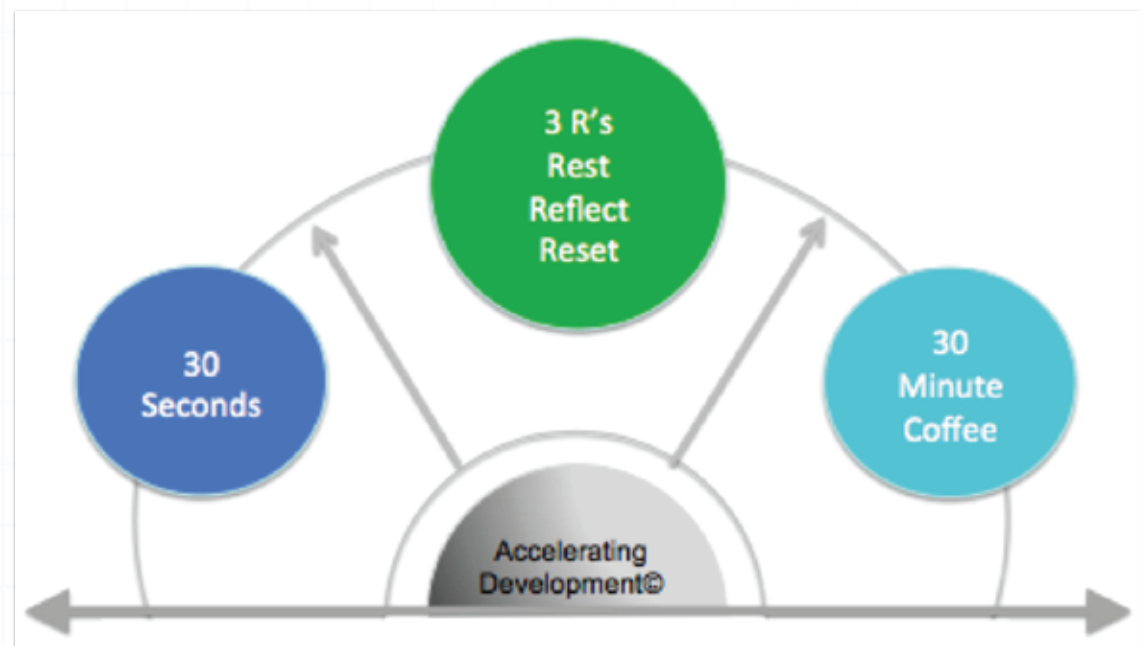 3 R’s
Rest
Reflect
Reset
30
Seconds
30
Minute
Coffee
Accelerating
Development©